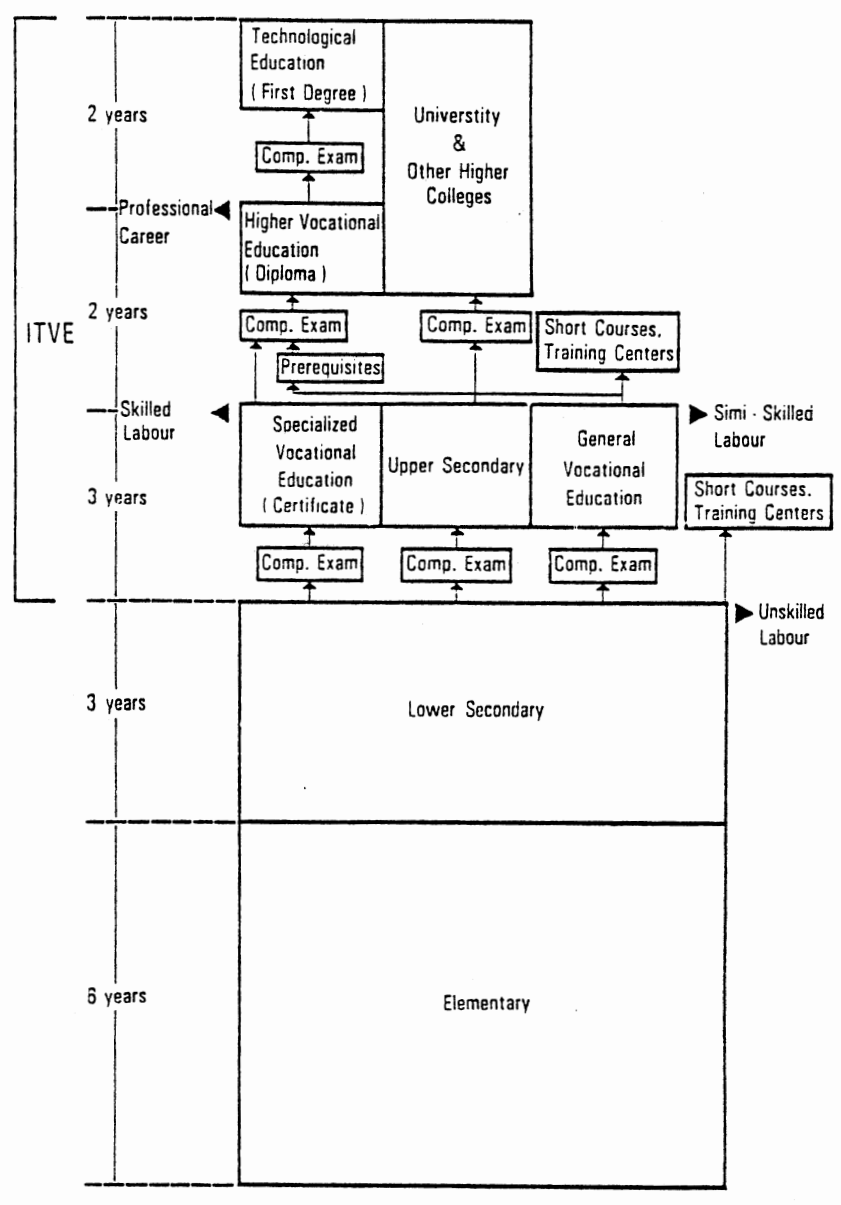 Technological
Education
( First Degree )
2 years
Universtity
&
Other Higher
Colleges
Comp. Exam
Professional
Career
Higher Vocational
Education
( Diploma )
2 years
ITVE
Comp. Exam
Comp. Exam
Short Courses,
Training Centers
Prerequisites
Skilled
Labour
Specialized
Vocational
Education
( Certificate )
Upper Secondary
General
Vocational
Education
Simi - Skilled
Labour
3 years
Short Courses.
Training Centers
Comp. Exam
Comp. Exam
Comp. Exam
Unskilled
Labour
3 years
Lower Secondary
6 years
Elementary